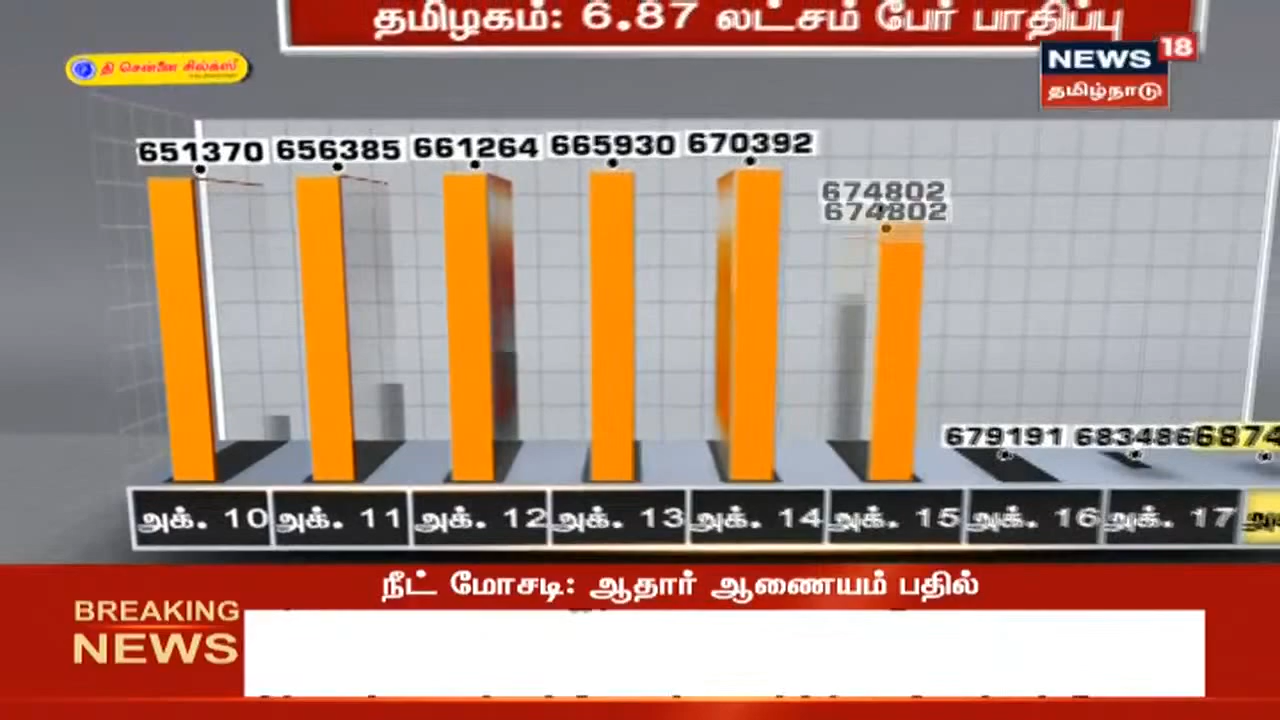 தமிழகம்: 6.87 லட்சம் பேர் பாதிப்பு
NEWS 18
தமிழ்நாடு
தி சென்னை சில்க்ஸ்
651370 656385 661264 665930 670392
674802
674802
679191 683486 6874
அக். 10 அக். 11 அக். 12 அக். 13 அக். 14 அக். 15 அக். 16 அக். 17
நீட் மோசடி: ஆதார் ஆணையம் பதில்
BREAKING
NEWS